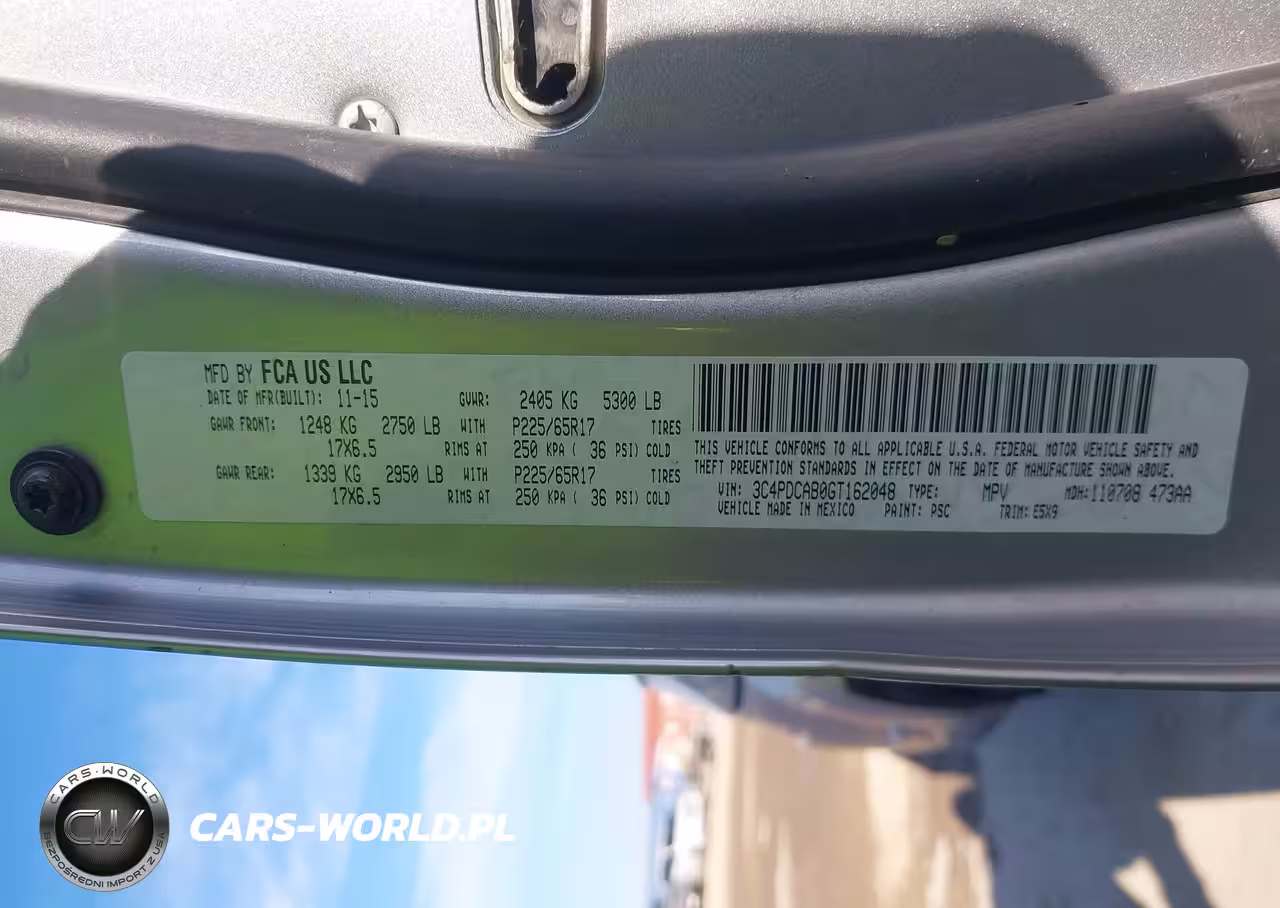 MFD BY FCA US LLC
DATE OF MFR(BUILT): 11-15 GVWR: 2405 KG 5300 LB
GAWR FRONT: 1248 KG 2750 LB WITH P225/65R17 TIRES
17X6.5 RIMS AT 250 KPA ( 36 PSI) COLD
GAWR REAR: 1339 KG 2950 LB WITH P225/65R17 TIRES
17X6.5 RIMS AT 250 KPA ( 36 PSI) COLD
THIS VEHICLE CONFORMS TO ALL APPLICABLE U.S.A. FEDERAL MOTOR VEHICLE SAFETY AND
THEFT PREVENTION STANDARDS IN EFFECT ON THE DATE OF MANUFACTURE SHOWN ABOVE.
VIN: 3C4PDCAB0GT162048 TYPE: MPV MDH: 110708 473AA
VEHICLE MADE IN MEXICO PAINT: PSC TRIM: E5X9
CARS-WORLD
CW
BEZPOŚREDNI IMPORT Z USA
CARS-WORLD.PL